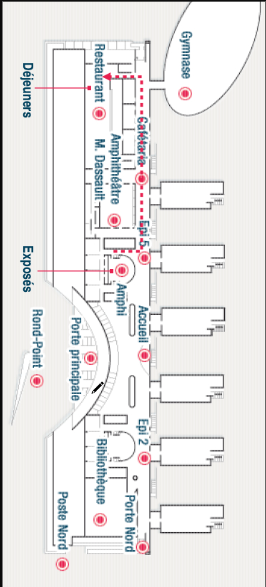 Gymnase
Déjeuners
Restaurant
Cafétaria
Amphithéâtre
M. Dassault
Epi 5
Exposés
Amphi
Accueil
Porte principale
Rond-Point
Epi 2
Bibliothèque
Porte Nord
Poste Nord